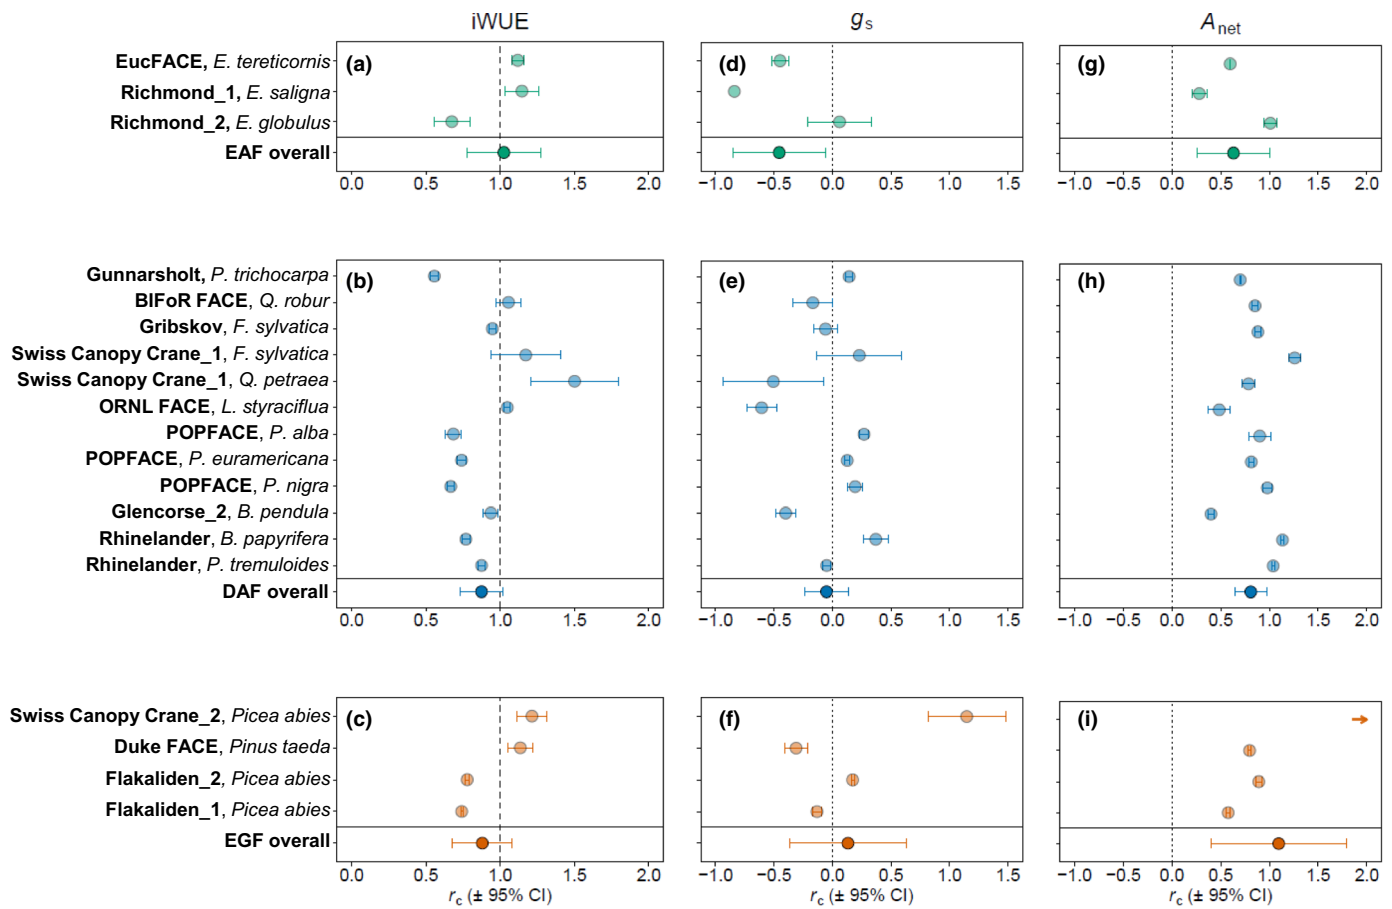 iWUE gs Anet
EucFACE, E. tereticornis (a) (d) (g)
Richmond_1, E. saligna
Richmond_2, E. globulus
EAF overall
0.0 0.5 1.0 1.5 2.0 −1.0 −0.5 0.0 0.5 1.0 1.5 −1.0 −0.5 0.0 0.5 1.0 1.5 2.0
Gunnarsholt, P. trichocarpa (b) (e) (h)
BIFoR FACE, Q. robur
Gribskov, F. sylvatica
Swiss Canopy Crane_1, F. sylvatica
Swiss Canopy Crane_1, Q. petraea
ORNL FACE, L. styraciflua
POPFACE, P. alba
POPFACE, P. euramericana
POPFACE, P. nigra
Glencorse_2, B. pendula
Rhinelander, B. papyrifera
Rhinelander, P. tremuloides
DAF overall
0.0 0.5 1.0 1.5 2.0 −1.0 −0.5 0.0 0.5 1.0 1.5 −1.0 −0.5 0.0 0.5 1.0 1.5 2.0
Swiss Canopy Crane_2, Picea abies (c) (f) (i)
Duke FACE, Pinus taeda
Flakaliden_2, Picea abies
Flakaliden_1, Picea abies
EGF overall
0.0 0.5 1.0 1.5 2.0 −1.0 −0.5 0.0 0.5 1.0 1.5 −1.0 −0.5 0.0 0.5 1.0 1.5 2.0
rc (± 95% CI) rc (± 95% CI) rc (± 95% CI)